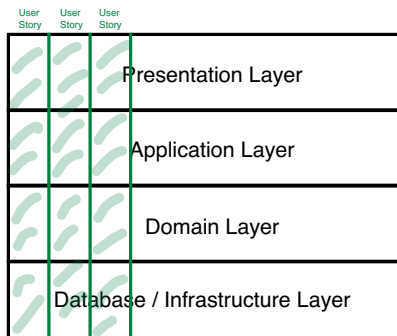 User User User
Story Story Story
Presentation Layer
Application Layer
Domain Layer
Database / Infrastructure Layer